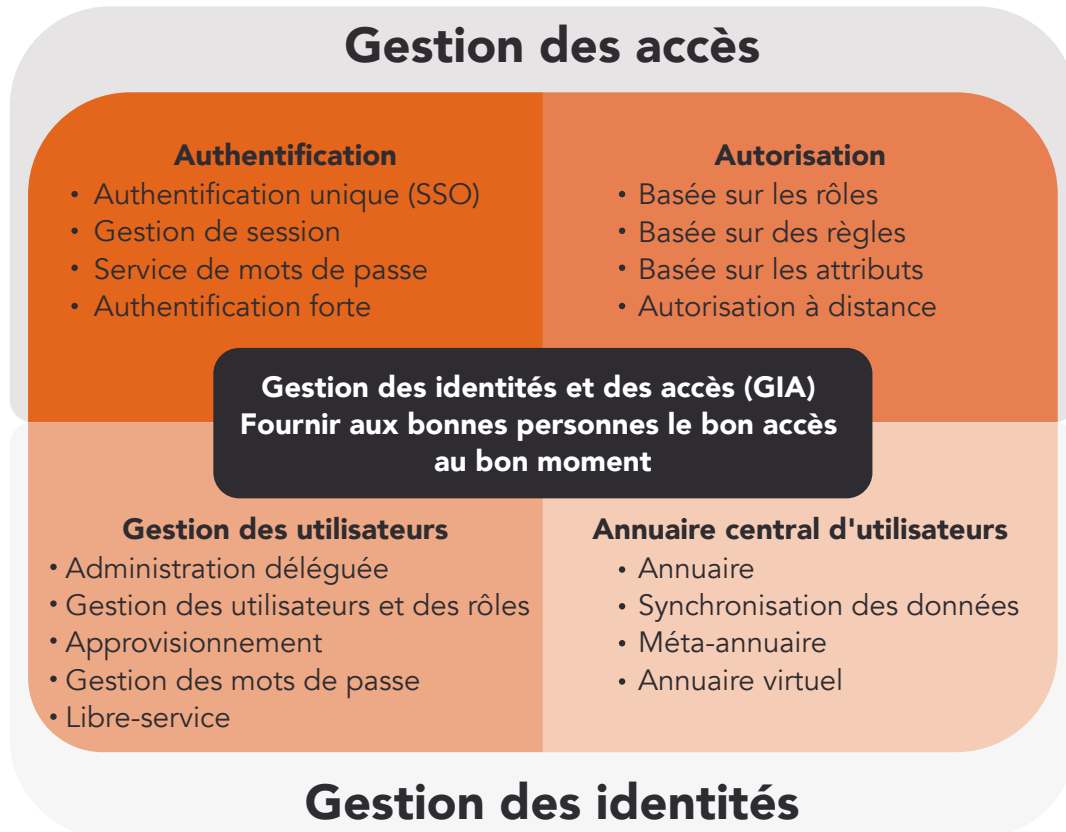 Gestion des accès
Authentification
• Authentification unique (SSO)
• Gestion de session
• Service de mots de passe
• Authentification forte
Autorisation
• Basée sur les rôles
• Basée sur des règles
• Basée sur les attributs
• Autorisation à distance
Gestion des identités et des accès (GIA)
Fournir aux bonnes personnes le bon accès
au bon moment
Gestion des utilisateurs
• Administration déléguée
• Gestion des utilisateurs et des rôles
• Approvisionnement
• Gestion des mots de passe
• Libre-service
Annuaire central d'utilisateurs
• Annuaire
• Synchronisation des données
• Méta-annuaire
• Annuaire virtuel
Gestion des identités